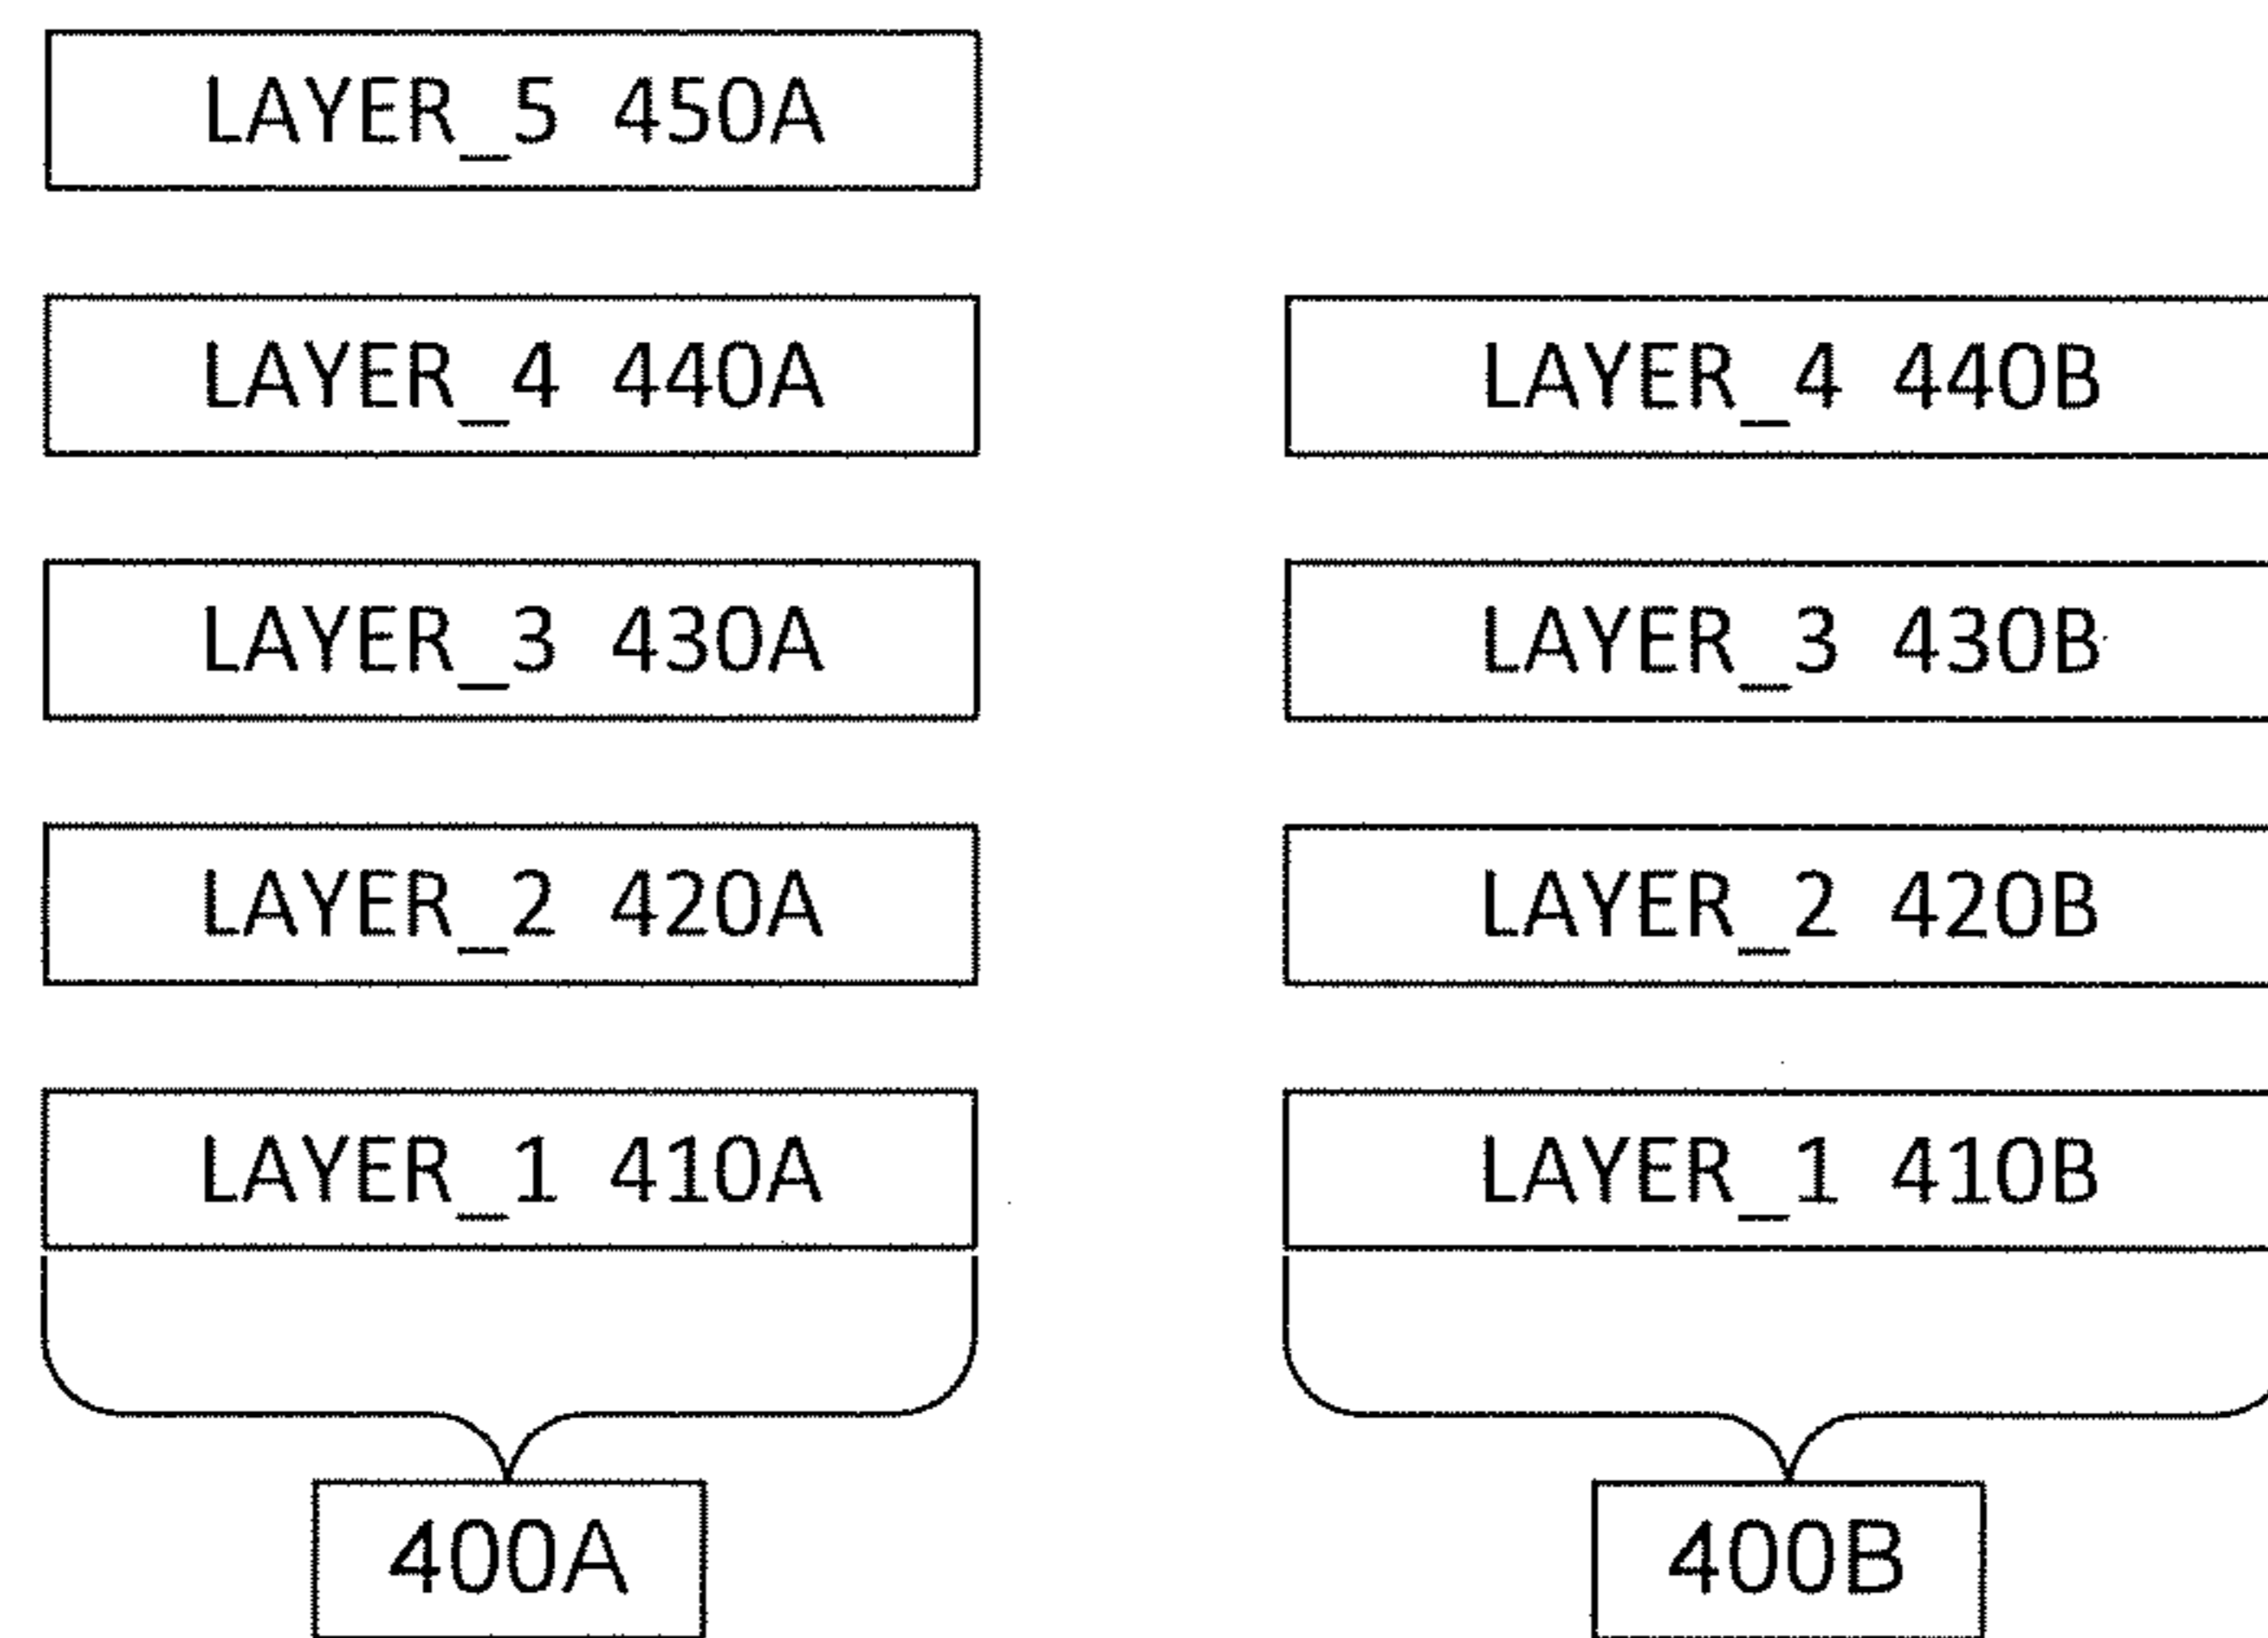 LAYER_5 450A
LAYER_4 440A
LAYER_3 430A
LAYER_2 420A
LAYER_1 410A
400A
LAYER_4 440B
LAYER_3 430B
LAYER_2 420B
LAYER_1 410B
400B